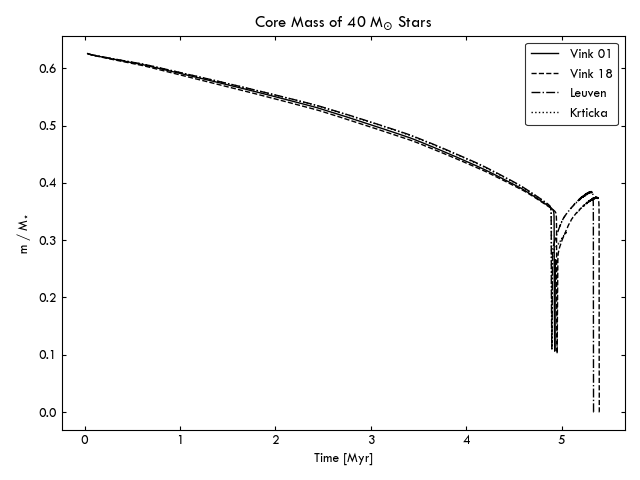 Core Mass of 40 M⊙ Stars
Vink 01
Vink 18
Leuven
Krticka
m / M⋆
0.6
0.5
0.4
0.3
0.2
0.1
0.0
0 1 2 3 4 5
Time [Myr]